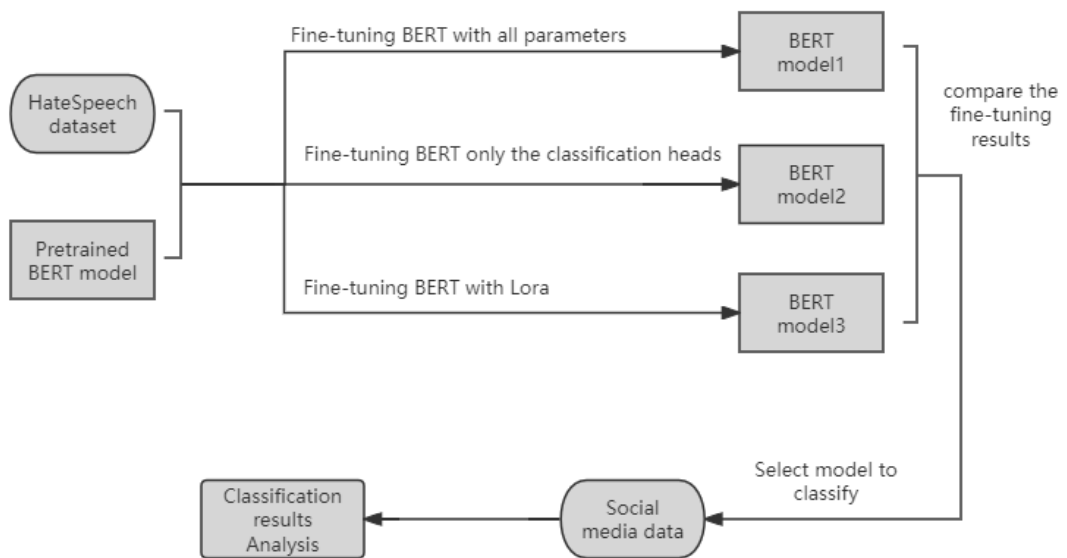 Fine-tuning BERT with all parameters
BERT
model1
HateSpeech
dataset
compare the
fine-tuning
results
Fine-tuning BERT only the classification heads
BERT
model2
Pretrained
BERT model
Fine-tuning BERT with Lora
BERT
model3
Select model to
classify
Social
media data
Classification
results
Analysis